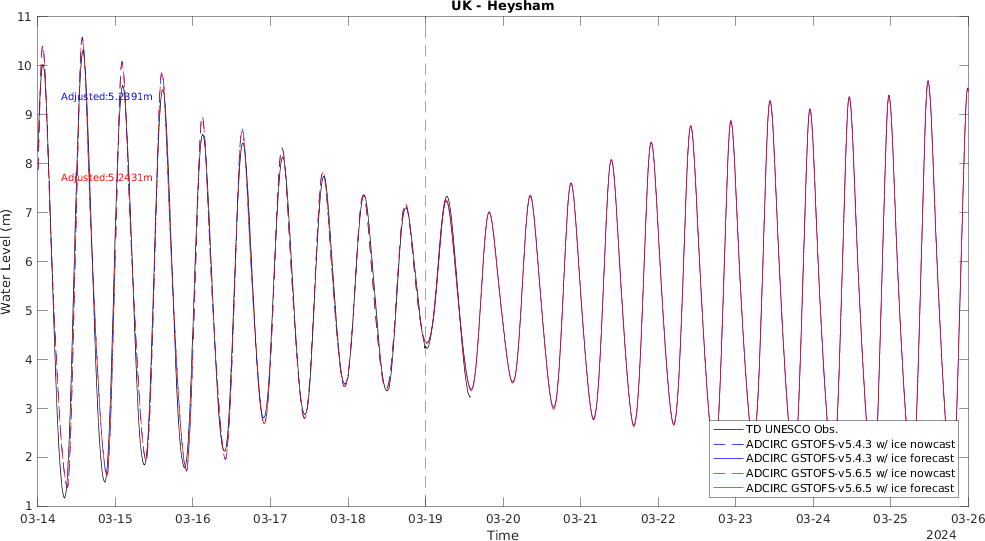 UK - Heysham
11
10
9
8
7
6
5
4
3
2
1
Water Level (m)
Adjusted:5.2391m
Adjusted:5.2431m
TD UNESCO Obs.
ADCIRC GSTOFS-v5.4.3 w/ ice nowcast
ADCIRC GSTOFS-v5.4.3 w/ ice forecast
ADCIRC GSTOFS-v5.6.5 w/ ice nowcast
ADCIRC GSTOFS-v5.6.5 w/ ice forecast
03-14 03-15 03-16 03-17 03-18 03-19 03-20 03-21 03-22 03-23 03-24 03-25 03-26
Time
2024